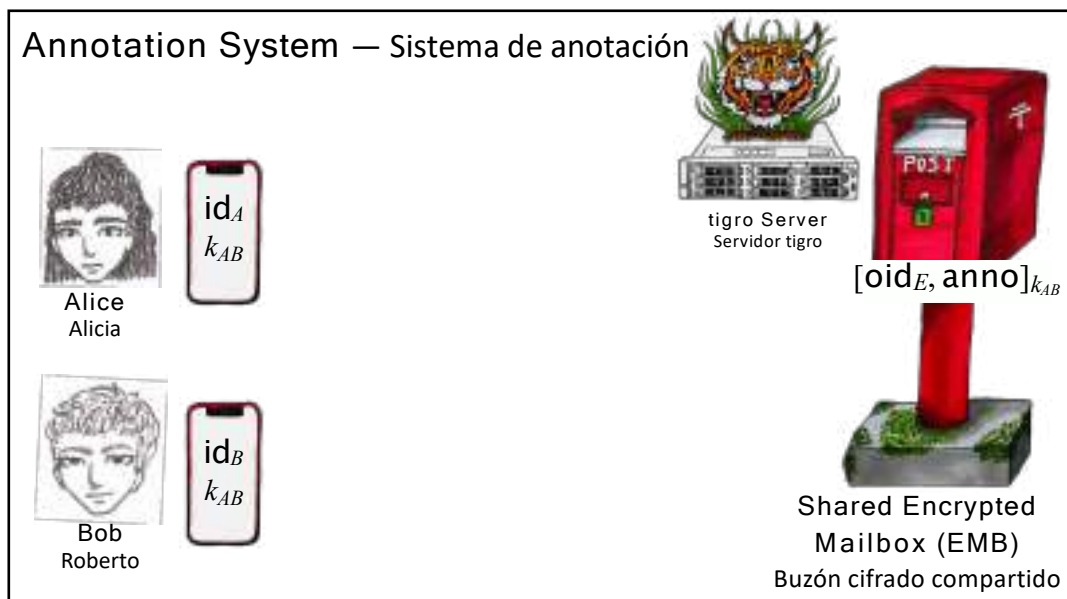 Annotation System — Sistema de anotación
id_A
k_AB
Alice
Alicia
id_B
k_AB
Bob
Roberto
tigro Server
Servidor tigro
POST
[oid_E, anno]_k_AB
Shared Encrypted
Mailbox (EMB)
Buzón cifrado compartido